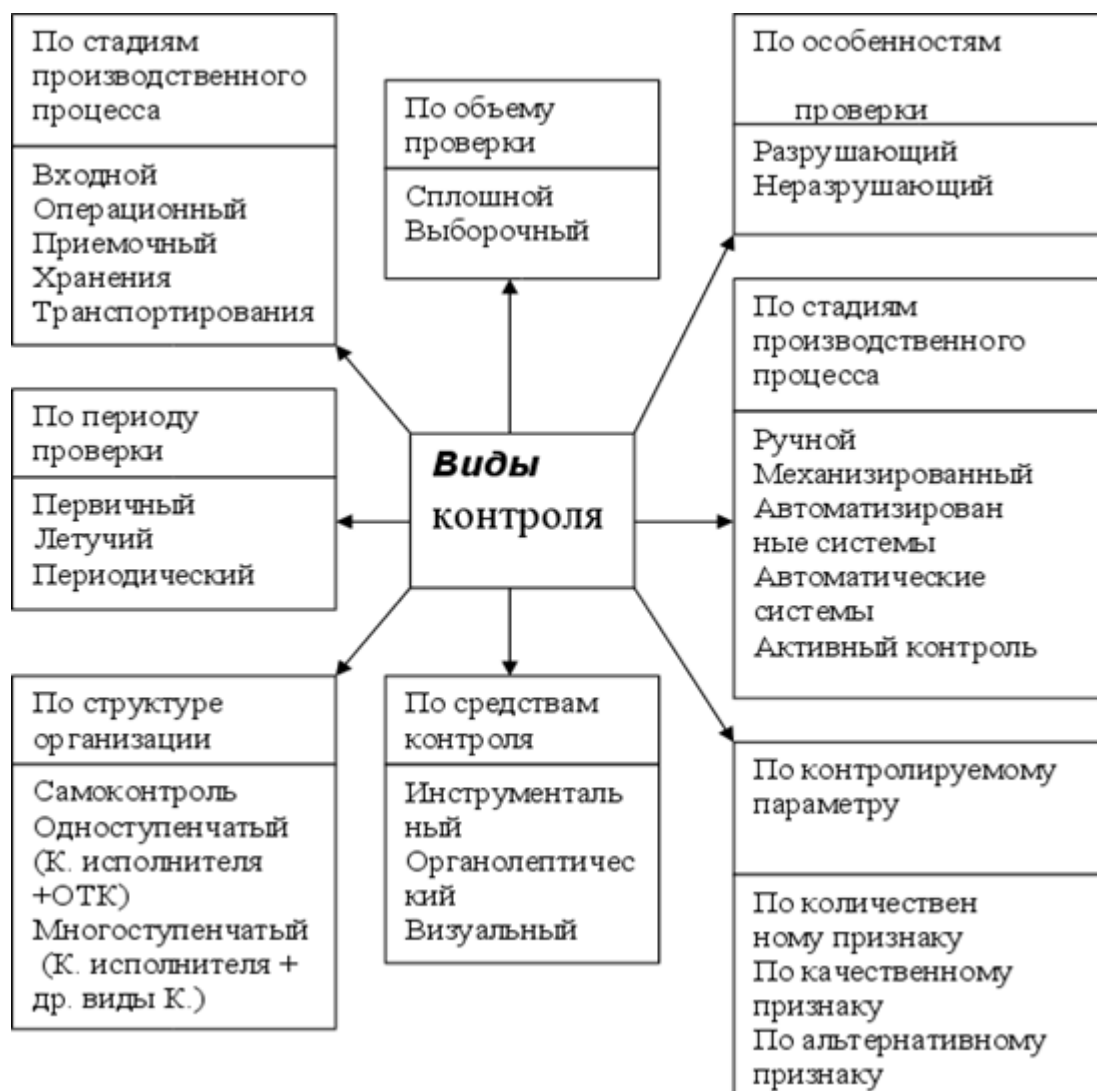 По стадиям
производственного
процесса
Входной
Операционный
Приемочный
Хранения
Транспортирования
По объему
проверки
Сплошной
Выборочный
По особенностям
проверки
Разрушающий
Неразрушающий
По периоду
проверки
Первичный
Летучий
Периодический
Виды
контроля
По стадиям
производственного
процесса
Ручной
Механизированный
Автоматизирован
ные системы
Автоматические
системы
Активный контроль
По структуре
организации
Самоконтроль
Одноступенчатый
(К. исполнителя
+ОТК)
Многоступенчатый
(К. исполнителя +
др. виды К.)
По средствам
контроля
Инструменталь
ный
Органолептичес
кий
Визуальный
По контролируемому
параметру
По количествен
ному признаку
По качественному
признаку
По альтернативному
признаку